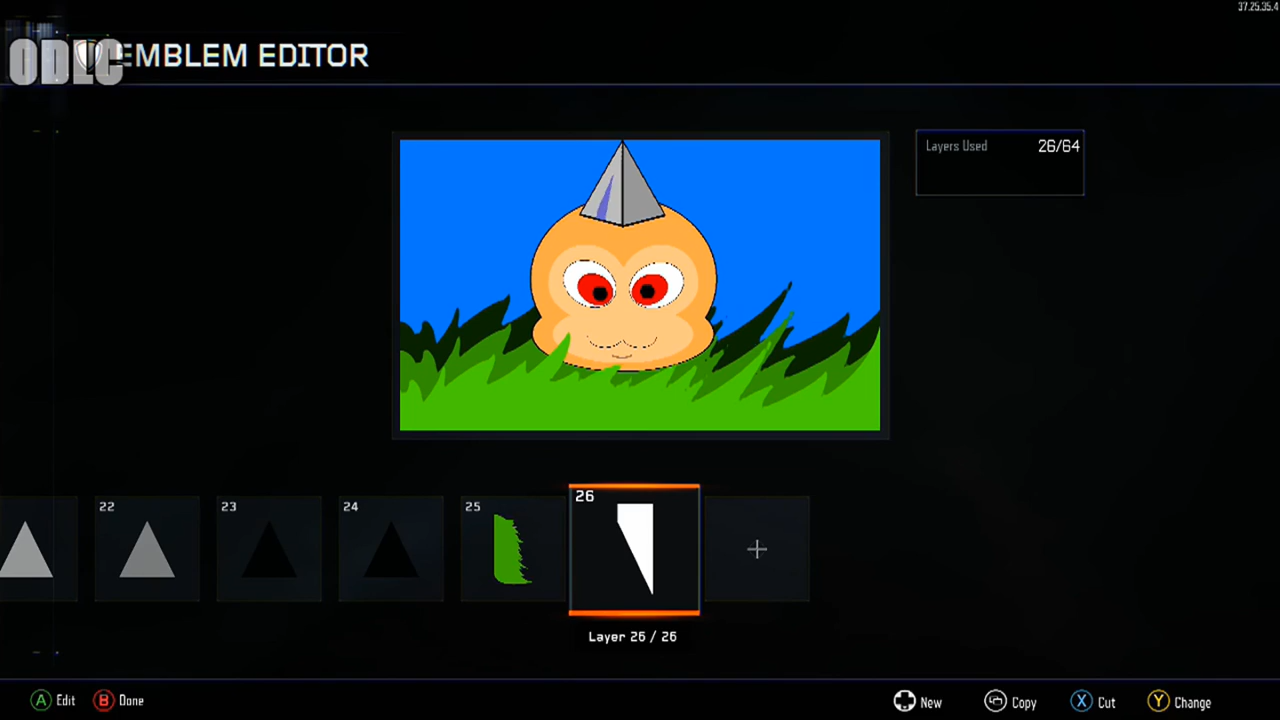 37.25.35.4
ODLC
EMBLEM EDITOR
Layers Used 26/64
22 23 24 25 26
Layer 26 / 26
A Edit B Done New Copy X Cut Y Change